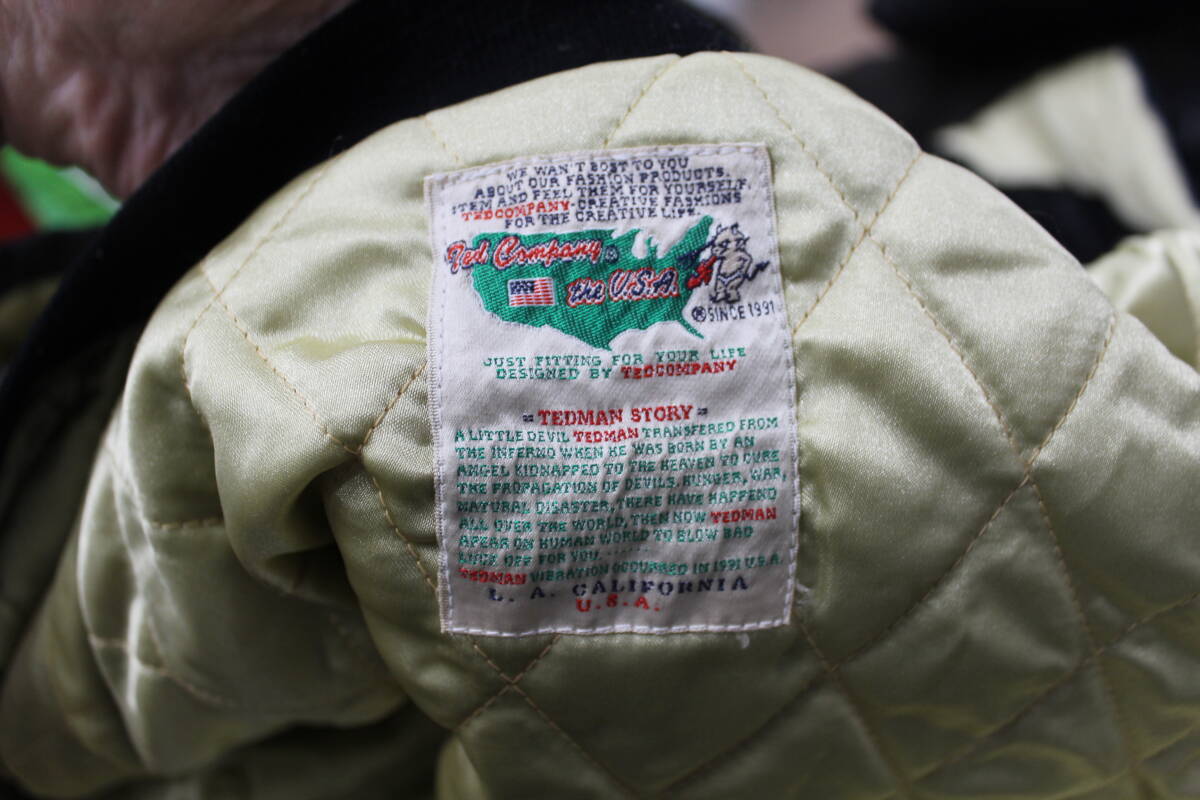 WE WAN'T BOST TO YOU
ABOUT OUR FASHION PRODUCTS.
ITEM AND FEEL THEM FOR YOURSELF.
TEDCOMPANY-CREATIVE FASHIONS
FOR THE CREATIVE LIFE.
Ted Company in
the U.S.A.
®SINCE 1991
JUST FITTING FOR YOUR LIFE
DESIGNED BY TEDCOMPANY
=TEDMAN STORY=
A LITTLE DEVIL TEDMAN TRANSFERED FROM
THE INFERNO WHEN HE WAS BORN BY AN
ANGEL KIDNAPPED TO THE HEAVEN TO CURE
THE PROPAGATION OF DEVILS. HUNGER, WAR
NATURAL DISASTER, THERE HAVE HAPPEND
ALL OVER THE WORLD, THEN NOW TEDMAN
APEAR ON HUMAN WORLD TO BLOW BAD
LUCK OFF FOR YOU. ......
TEDMAN VIBRATION OCCURRED IN 1991 U.S.A.
L. A. CALIFORNIA
U.S.A.